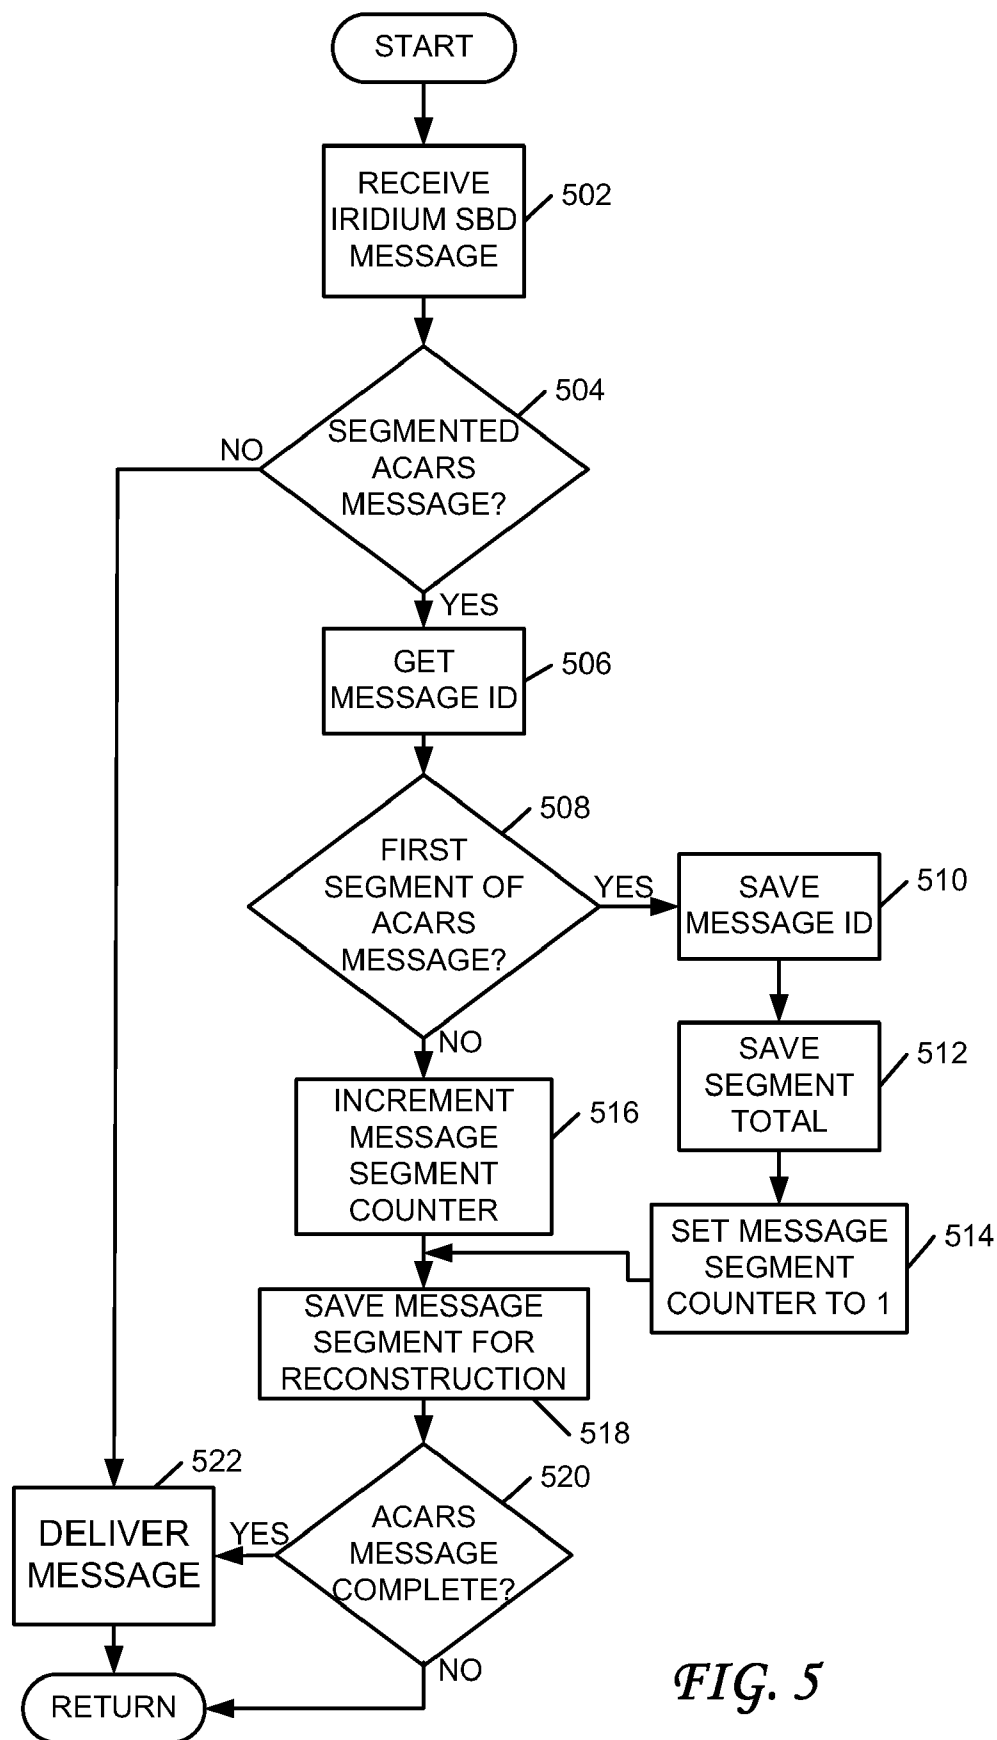 START
RECEIVE
IRIDIUM SBD
MESSAGE
502
504
SEGMENTED
ACARS
MESSAGE?
NO
YES
GET
MESSAGE ID
506
508
FIRST
SEGMENT OF
ACARS
MESSAGE?
YES
SAVE
MESSAGE ID
510
NO
SAVE
SEGMENT
TOTAL
512
INCREMENT
MESSAGE
SEGMENT
COUNTER
516
SET MESSAGE
SEGMENT
COUNTER TO 1
514
SAVE MESSAGE
SEGMENT FOR
RECONSTRUCTION
518
522
520
DELIVER
MESSAGE
YES
ACARS
MESSAGE
COMPLETE?
NO
RETURN
FIG. 5